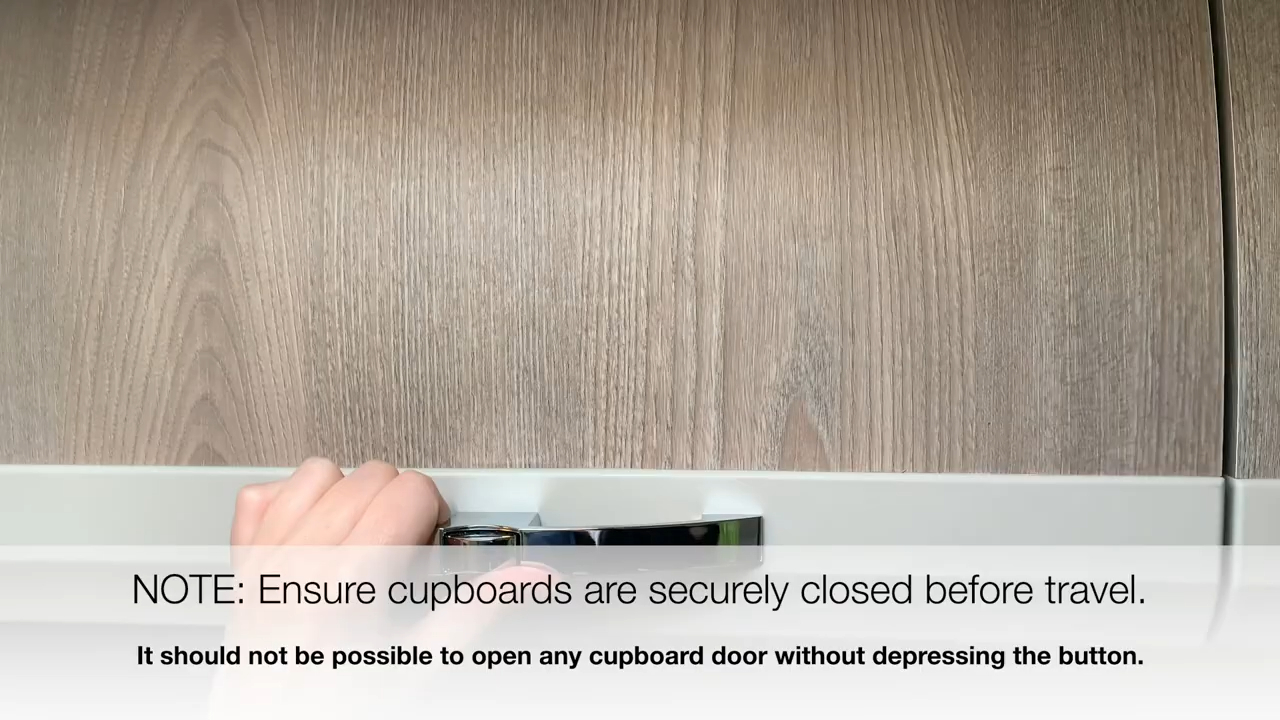 NOTE: Ensure cupboards are securely closed before travel.
It should not be possible to open any cupboard door without depressing the button.